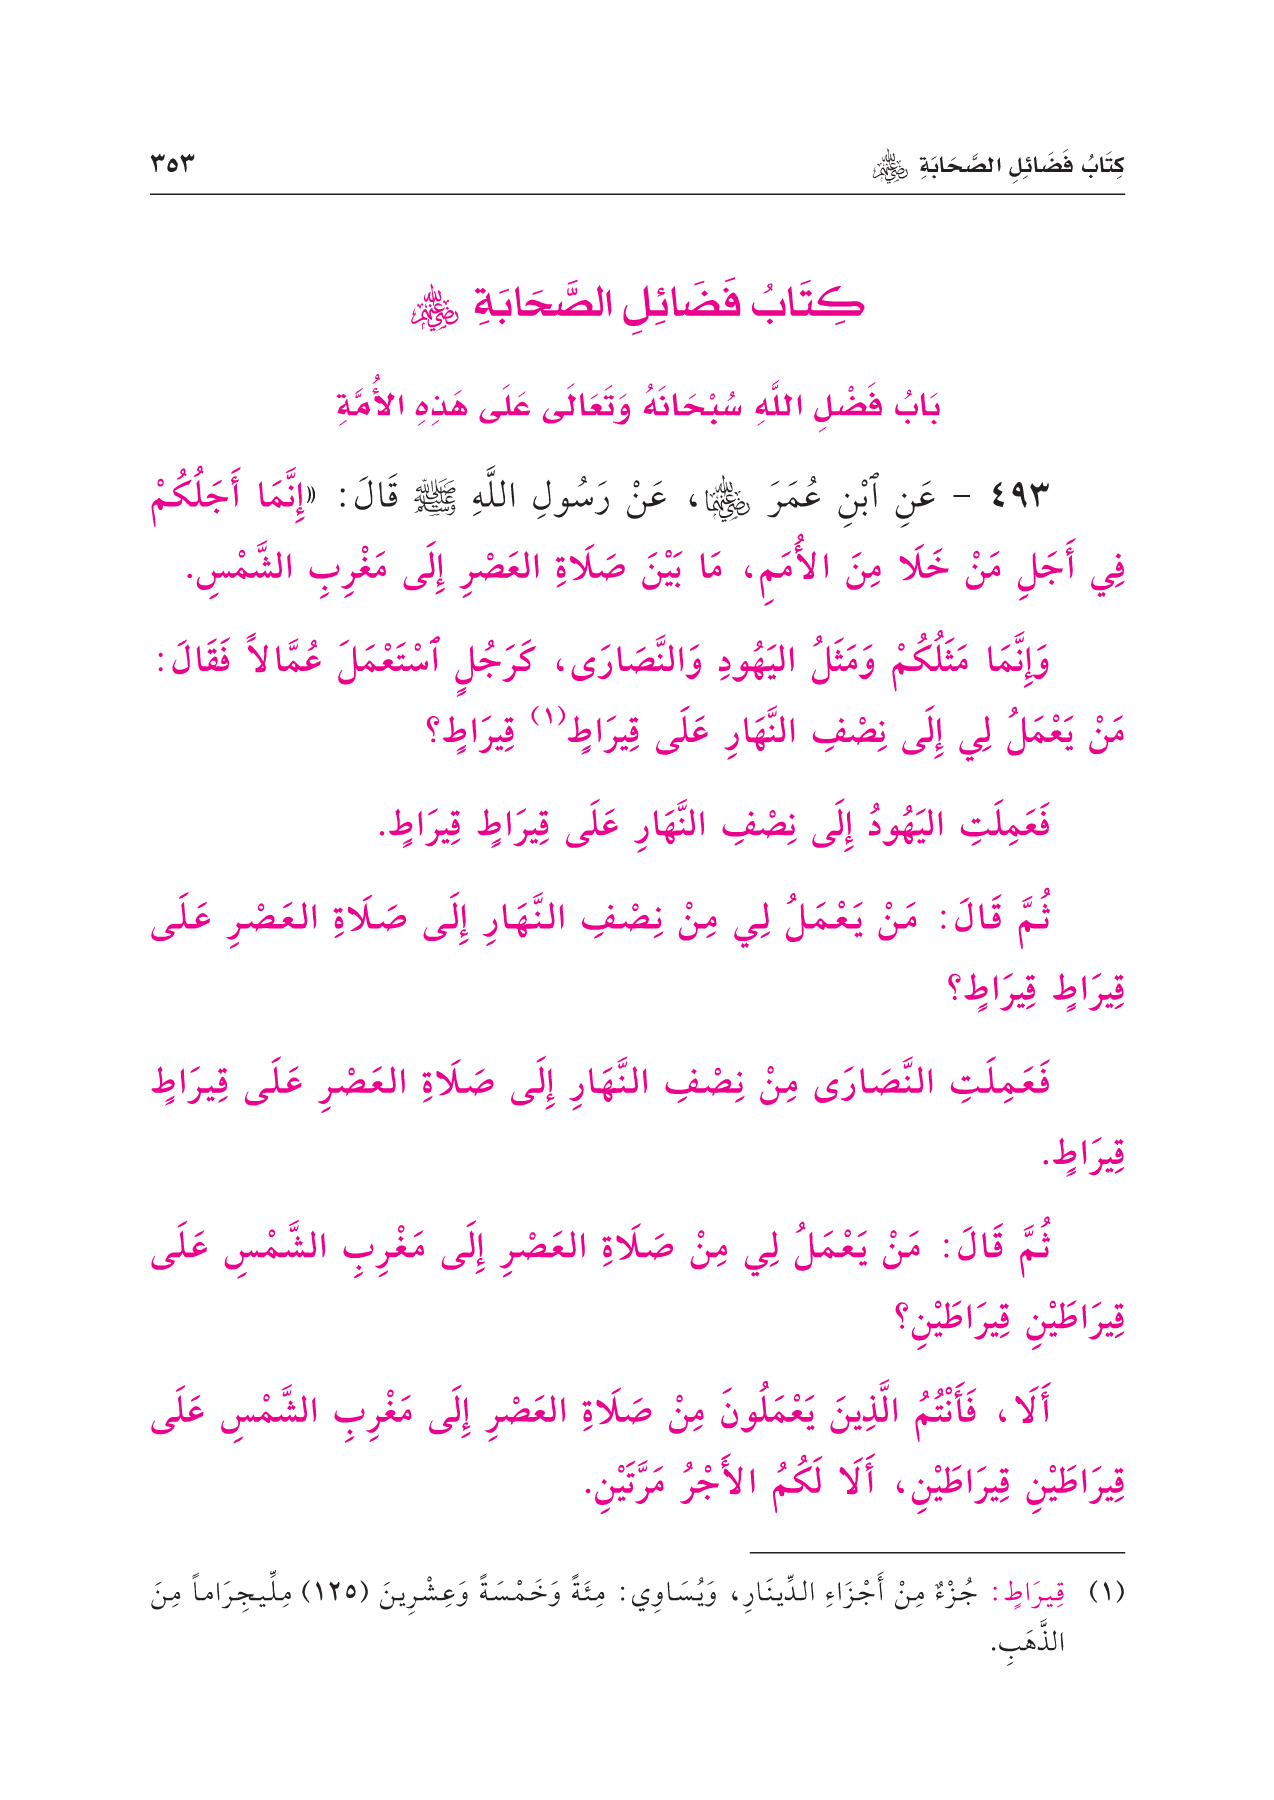 كِتَابُ فَضَائِلِ الصَّحَابَةِ ﷺ ٣٥٣
كِتَابُ فَضَائِلِ الصَّحَابَةِ رضي الله عنهم
بَابُ فَضْلِ اللَّهِ سُبْحَانَهُ وَتَعَالَى عَلَى هَذِهِ الأُمَّةِ
٤٩٣ - عَنِ ٱبْنِ عُمَرَ رضي الله عنهما، عَنْ رَسُولِ اللَّهِ ﷺ قَالَ: «إِنَّمَا أَجَلُكُمْ
فِي أَجَلِ مَنْ خَلَا مِنَ الأُمَمِ، مَا بَيْنَ صَلَاةِ العَصْرِ إِلَى مَغْرِبِ الشَّمْسِ.
وَإِنَّمَا مَثَلُكُمْ وَمَثَلُ اليَهُودِ وَالنَّصَارَى، كَرَجُلٍ ٱسْتَعْمَلَ عُمَّالاً فَقَالَ:
مَنْ يَعْمَلُ لِي إِلَى نِصْفِ النَّهَارِ عَلَى قِيرَاطٍ(١) قِيرَاطٍ؟
فَعَمِلَتِ اليَهُودُ إِلَى نِصْفِ النَّهَارِ عَلَى قِيرَاطٍ قِيرَاطٍ.
ثُمَّ قَالَ: مَنْ يَعْمَلُ لِي مِنْ نِصْفِ النَّهَارِ إِلَى صَلَاةِ العَصْرِ عَلَى
قِيرَاطٍ قِيرَاطٍ؟
فَعَمِلَتِ النَّصَارَى مِنْ نِصْفِ النَّهَارِ إِلَى صَلَاةِ العَصْرِ عَلَى قِيرَاطٍ
قِيرَاطٍ.
ثُمَّ قَالَ: مَنْ يَعْمَلُ لِي مِنْ صَلَاةِ العَصْرِ إِلَى مَغْرِبِ الشَّمْسِ عَلَى
قِيرَاطَيْنِ قِيرَاطَيْنِ؟
أَلَا، فَأَنْتُمُ الَّذِينَ يَعْمَلُونَ مِنْ صَلَاةِ العَصْرِ إِلَى مَغْرِبِ الشَّمْسِ عَلَى
قِيرَاطَيْنِ قِيرَاطَيْنِ، أَلَا لَكُمُ الأَجْرُ مَرَّتَيْنِ.
(١) قِيرَاطٍ: جُزْءٌ مِنْ أَجْزَاءِ الدِّينَارِ، وَيُسَاوِي: مِئَةً وَخَمْسَةً وَعِشْرِينَ (١٢٥) مِلِّيجِرَاماً مِنَ
الذَّهَبِ.